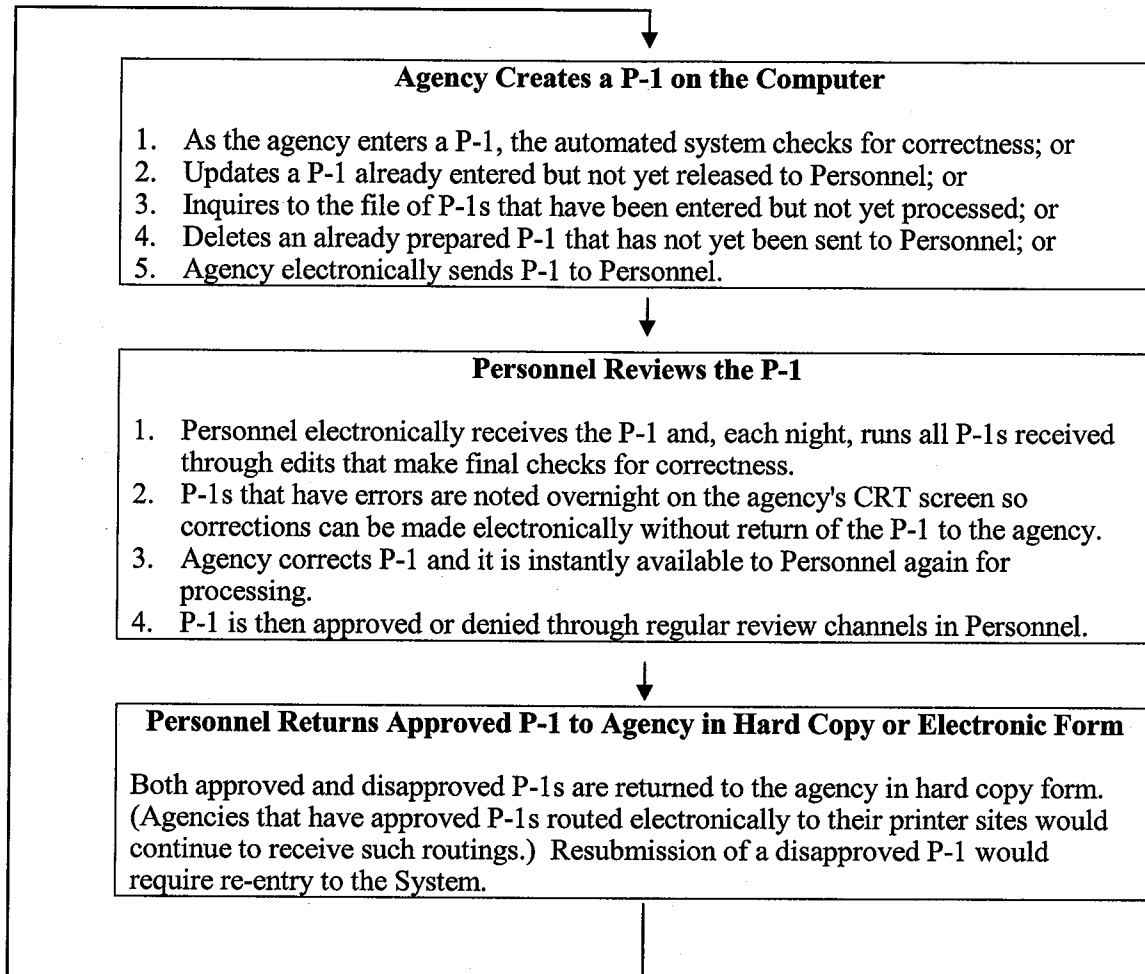 Agency Creates a P-1 on the Computer
1. As the agency enters a P-1, the automated system checks for correctness; or
2. Updates a P-1 already entered but not yet released to Personnel; or
3. Inquires to the file of P-1s that have been entered but not yet processed; or
4. Deletes an already prepared P-1 that has not yet been sent to Personnel; or
5. Agency electronically sends P-1 to Personnel.
Personnel Reviews the P-1
1. Personnel electronically receives the P-1 and, each night, runs all P-1s received
through edits that make final checks for correctness.
2. P-1s that have errors are noted overnight on the agency's CRT screen so
corrections can be made electronically without return of the P-1 to the agency.
3. Agency corrects P-1 and it is instantly available to Personnel again for
processing.
4. P-1 is then approved or denied through regular review channels in Personnel.
Personnel Returns Approved P-1 to Agency in Hard Copy or Electronic Form
Both approved and disapproved P-1s are returned to the agency in hard copy form.
(Agencies that have approved P-1s routed electronically to their printer sites would
continue to receive such routings.) Resubmission of a disapproved P-1 would
require re-entry to the System.